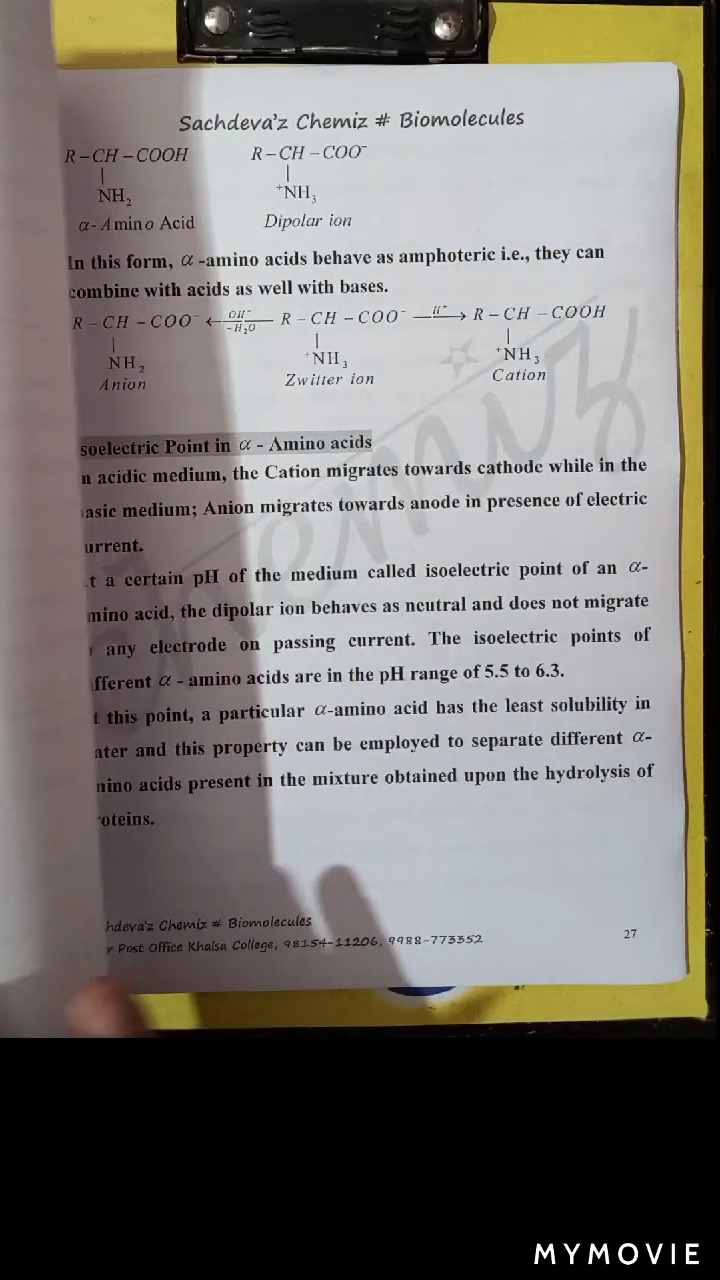 Sachdeva'z Chemiz # Biomolecules
R – CH – COOH R – CH – COO⁻
| |
NH₂ ⁺NH₃
α- Amino Acid Dipolar ion
In this form, α -amino acids behave as amphoteric i.e., they can
combine with acids as well with bases.
R – CH – COO⁻ ←OH⁻/-H₂O— R – CH – COO⁻ —H⁺→ R – CH – COOH
| | |
NH₂ ⁺NH₃ ⁺NH₃
Anion Zwitter ion Cation
soelectric Point in α - Amino acids
n acidic medium, the Cation migrates towards cathode while in the
asic medium; Anion migrates towards anode in presence of electric
urrent.
t a certain pH of the medium called isoelectric point of an α-
mino acid, the dipolar ion behaves as neutral and does not migrate
any electrode on passing current. The isoelectric points of
fferent α - amino acids are in the pH range of 5.5 to 6.3.
t this point, a particular α-amino acid has the least solubility in
ater and this property can be employed to separate different α-
nino acids present in the mixture obtained upon the hydrolysis of
oteins.
hdeva'z Chemiz # Biomolecules
r Post Office Khalsa College, 98154-11206, 9988-773352
27
MYMOVIE